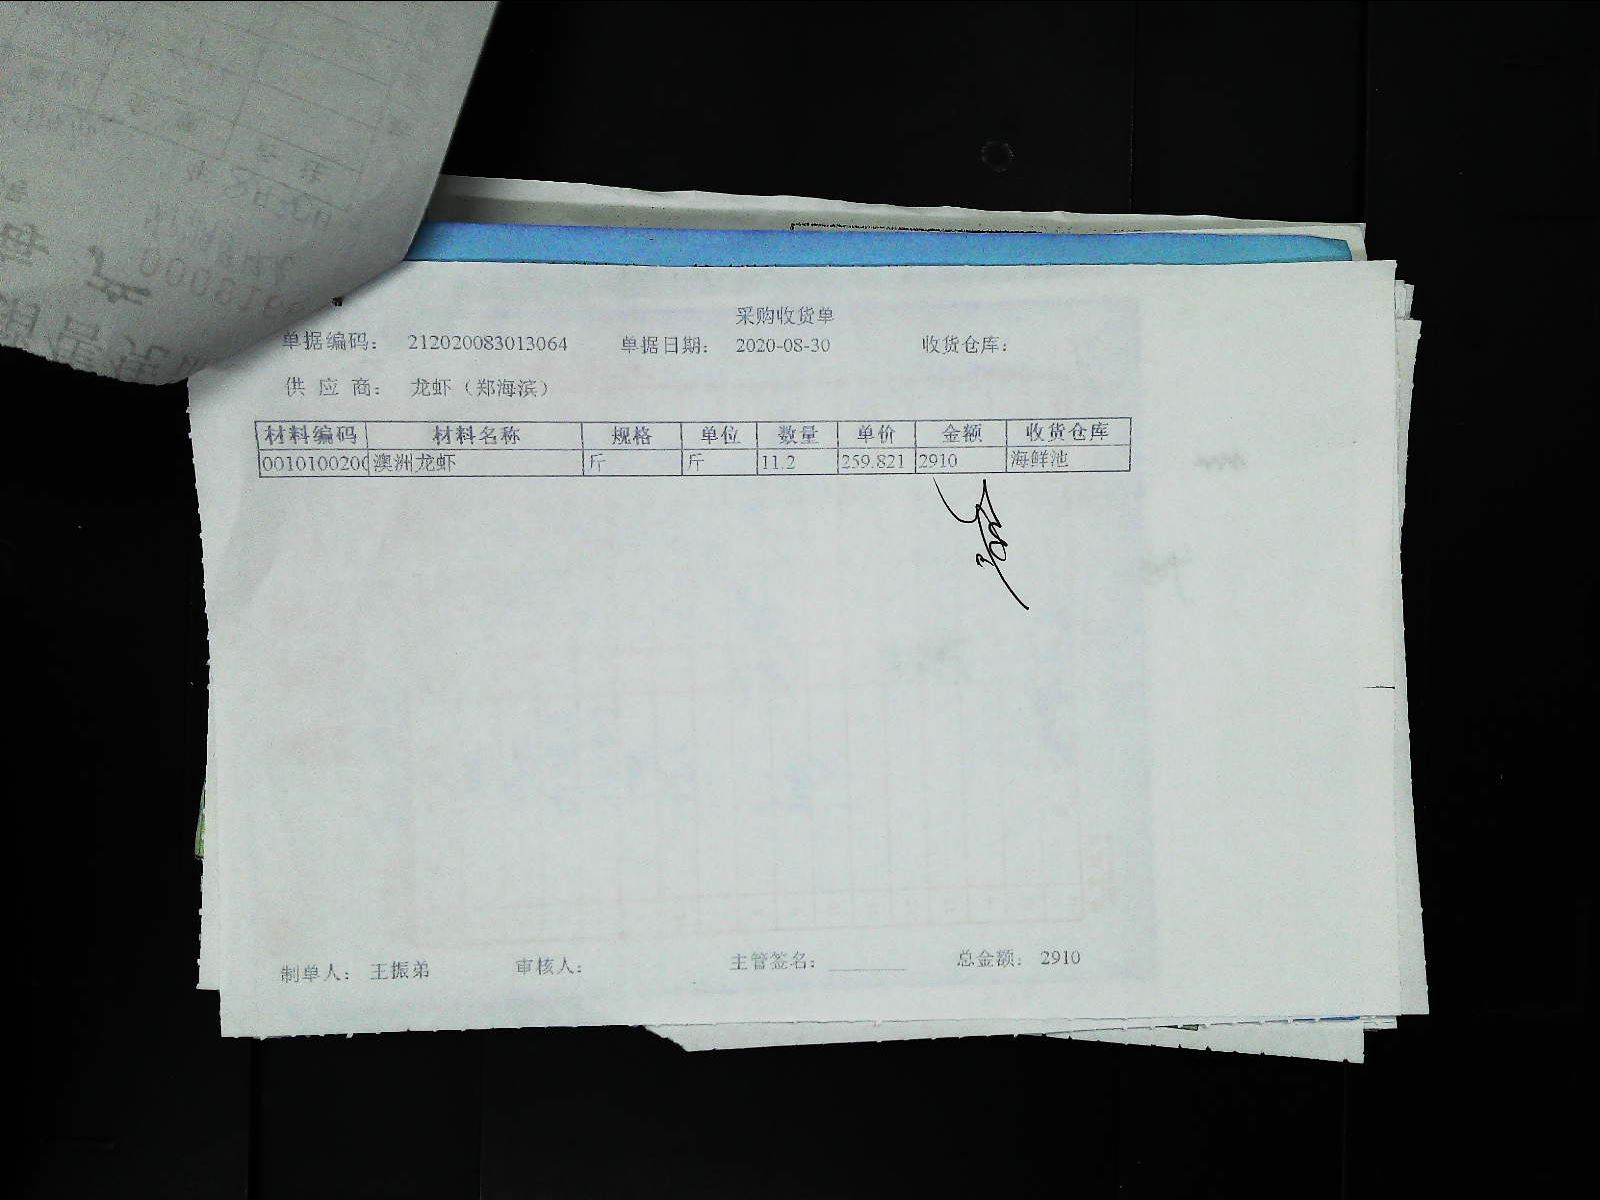 采购收货单
单据编码： 212020083013064 单据日期： 2020-08-30 收货仓库：
供 应 商： 龙虾（郑海滨）
材料编码 材料名称 规格 单位 数量 单价 金额 收货仓库
001010020 澳洲龙虾 斤 斤 11.2 259.821 2910 海鲜池
制单人： 王振弟 审核人： 主管签名： 总金额： 2910